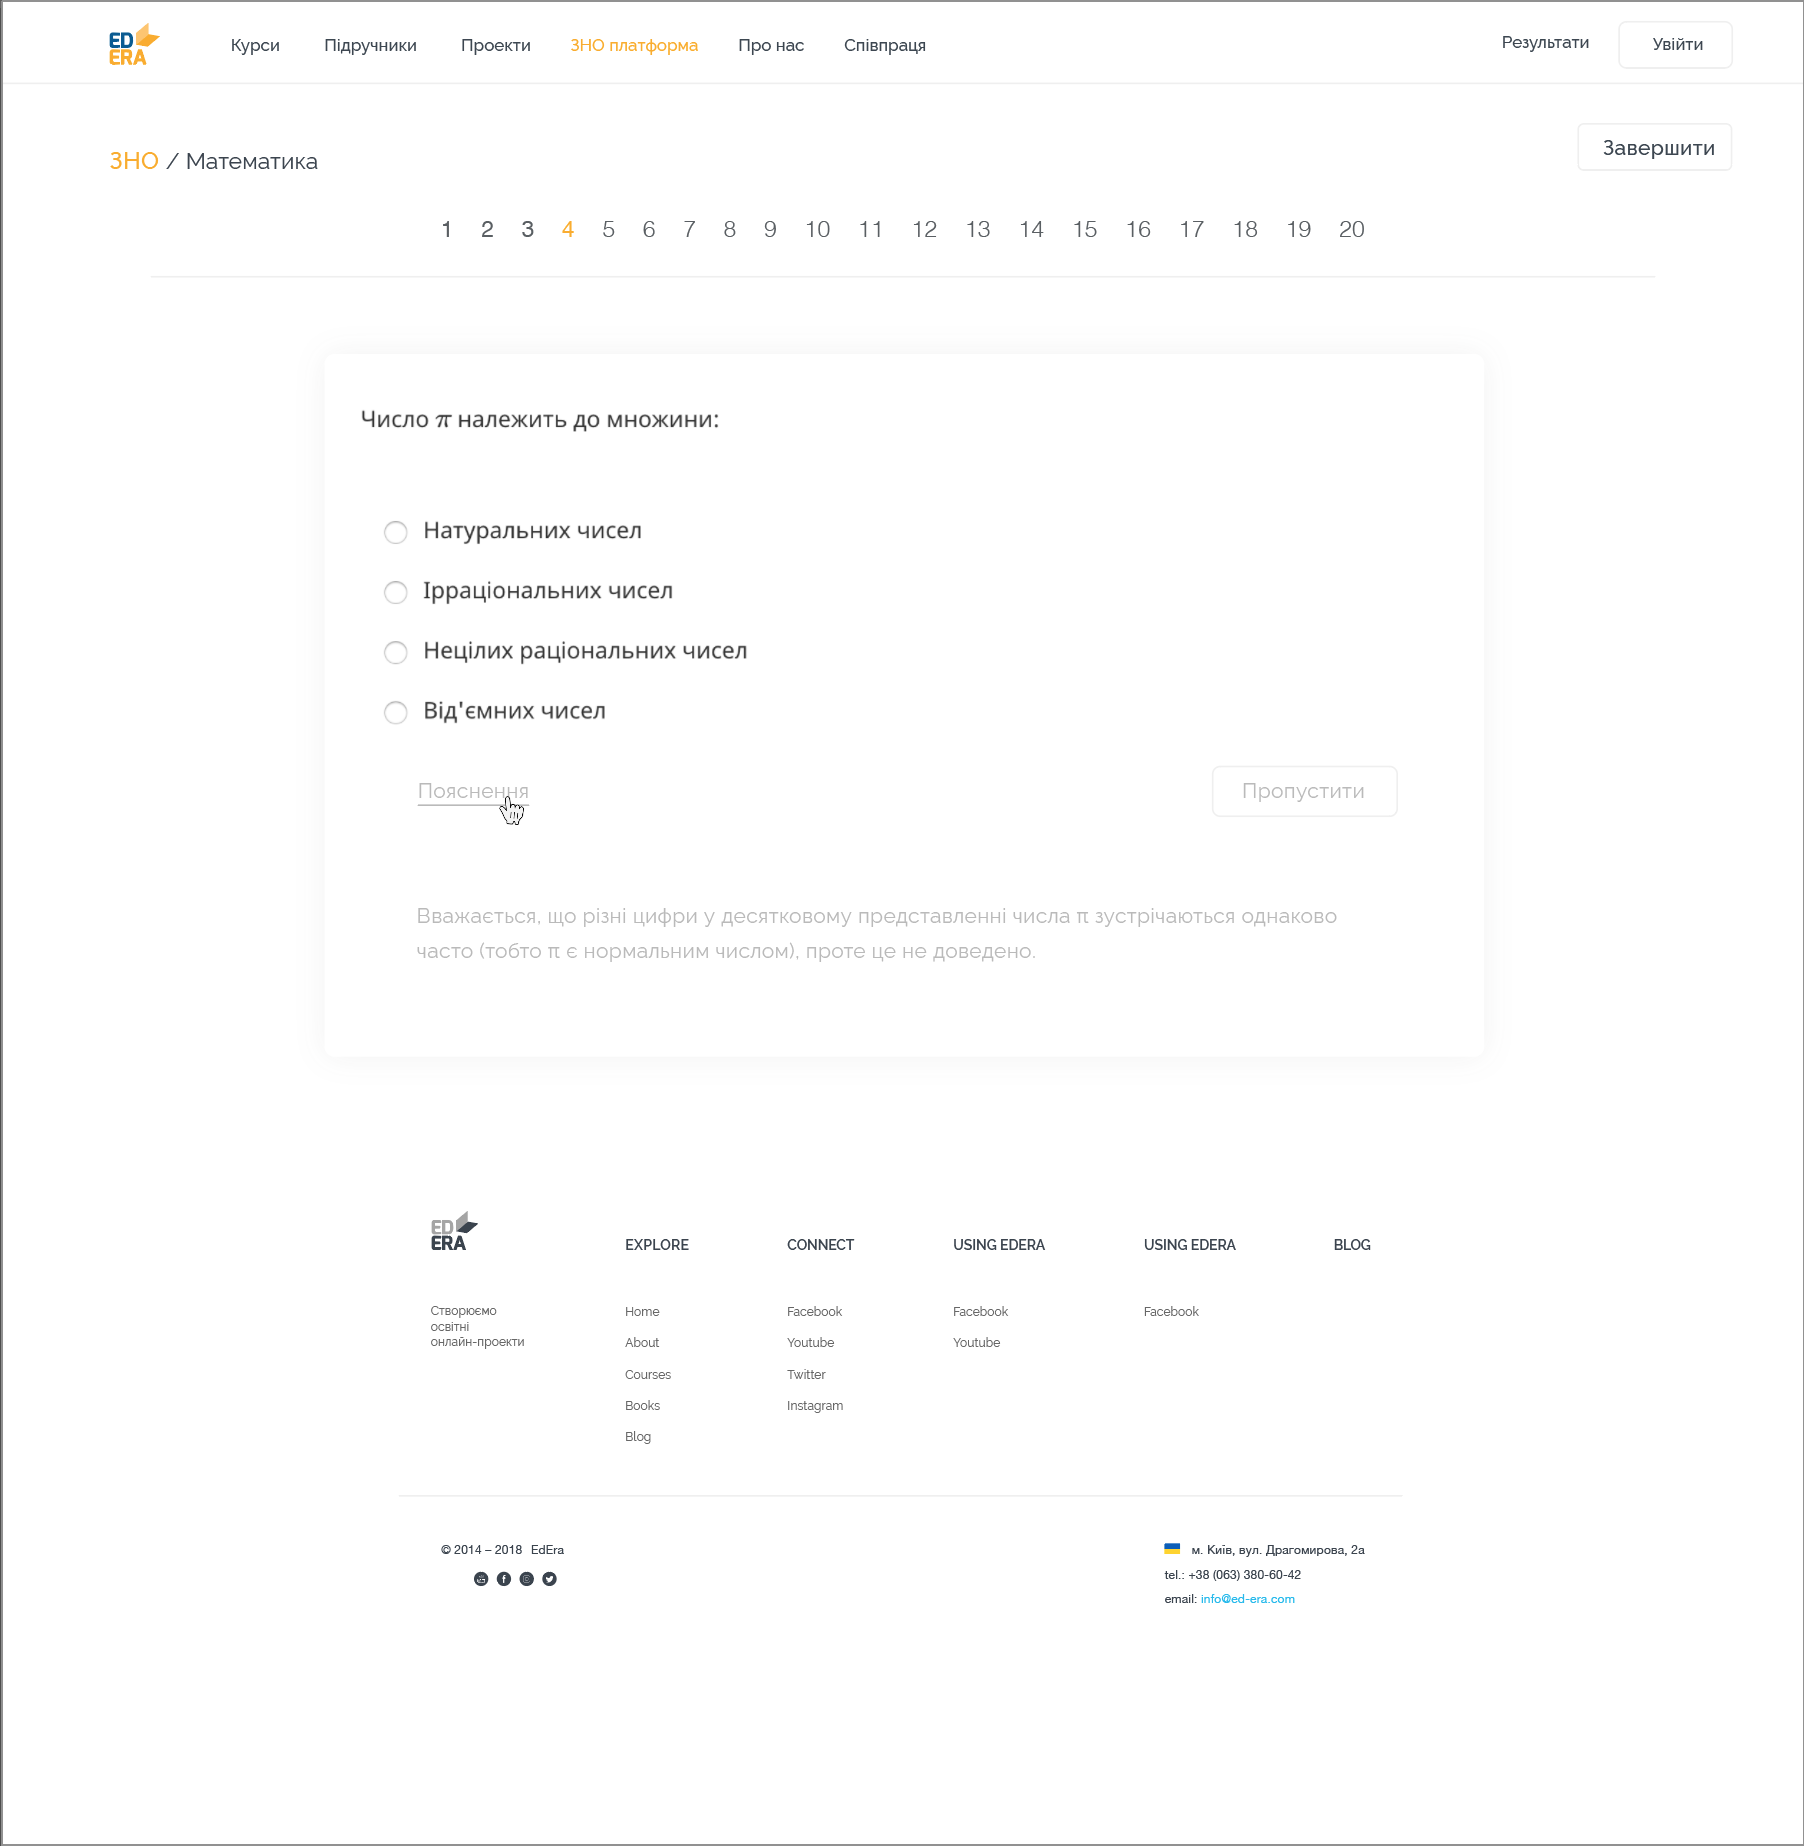 ED
ERA
Курси Підручники Проекти ЗНО платформа Про нас Співпраця Результати Увійти
ЗНО / Математика Завершити
1 2 3 4 5 6 7 8 9 10 11 12 13 14 15 16 17 18 19 20
Число π належить до множини:
Натуральних чисел
Ірраціональних чисел
Нецілих раціональних чисел
Від'ємних чисел
Пояснення Пропустити
Вважається, що різні цифри у десятковому представленні числа π зустрічаються однаково
часто (тобто π є нормальним числом), проте це не доведено.
ED
ERA
EXPLORE CONNECT USING EDERA USING EDERA BLOG
Створюємо
освітні
онлайн-проекти
Home Facebook Facebook Facebook
About Youtube Youtube
Courses Twitter
Books Instagram
Blog
© 2014 – 2018 EdEra м. Київ, вул. Драгомирова, 2а
tel.: +38 (063) 380-60-42
email: info@ed-era.com